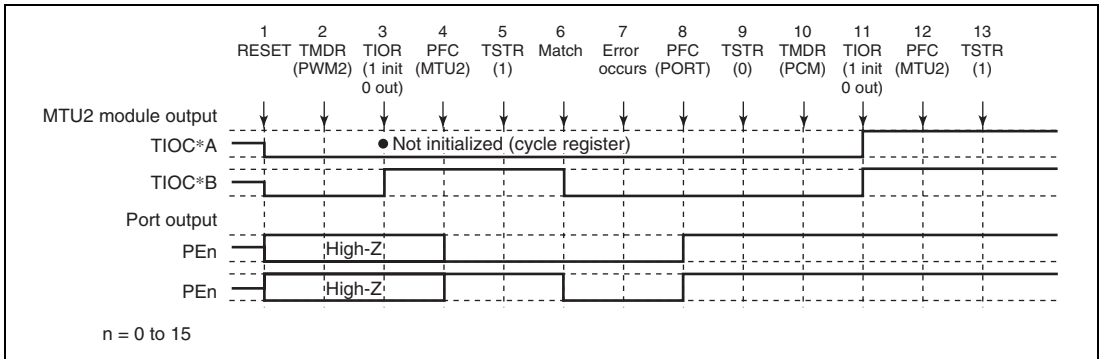 1 2 3 4 5 6 7 8 9 10 11 12 13
RESET TMDR TIOR PFC TSTR Match Error PFC TSTR TMDR TIOR PFC TSTR
(PWM2) (1 init (MTU2) (1) occurs (PORT) (0) (PCM) (1 init (MTU2) (1)
0 out) 0 out)
MTU2 module output
TIOC*A ● Not initialized (cycle register)
TIOC*B
Port output
PEn High-Z
PEn High-Z
n = 0 to 15